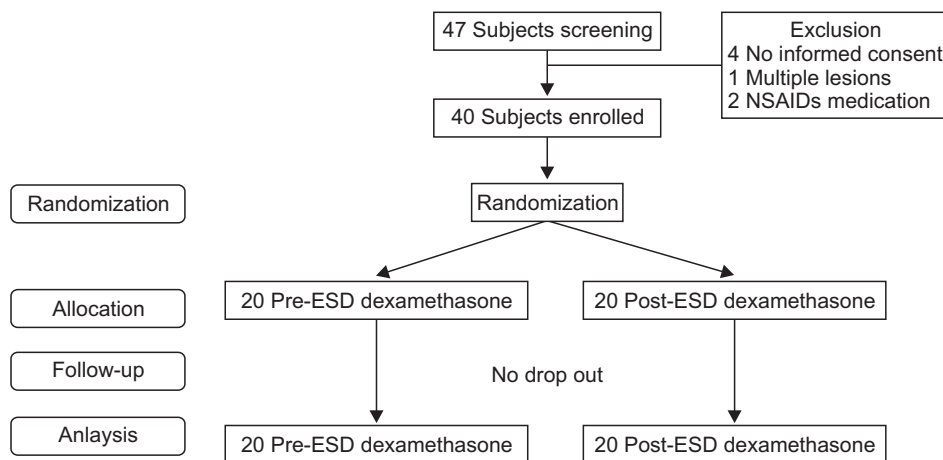 47 Subjects screening
Exclusion
4 No informed consent
1 Multiple lesions
2 NSAIDs medication
40 Subjects enrolled
Randomization
Randomization
Allocation
20 Pre-ESD dexamethasone
20 Post-ESD dexamethasone
Follow-up
No drop out
Anlaysis
20 Pre-ESD dexamethasone
20 Post-ESD dexamethasone